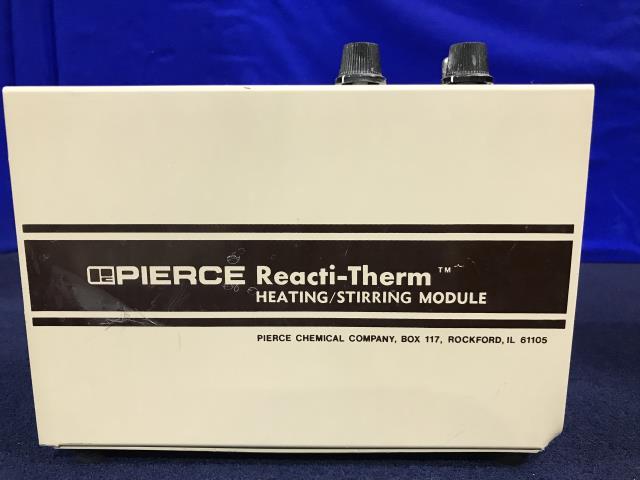 PIERCE Reacti-Therm™
HEATING/STIRRING MODULE
PIERCE CHEMICAL COMPANY, BOX 117, ROCKFORD, IL 61105